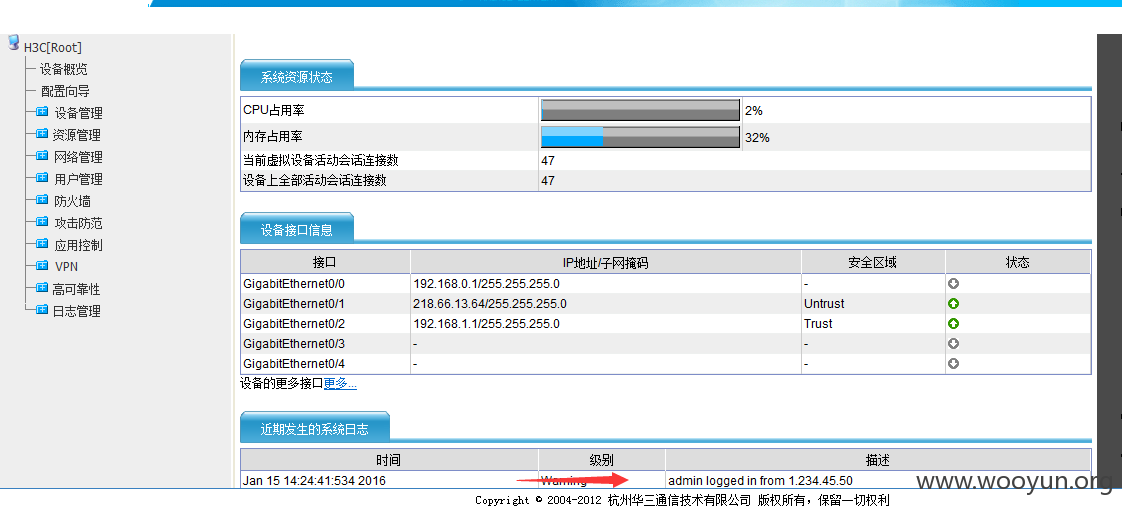 H3C[Root]
设备概览
配置向导
设备管理
资源管理
网络管理
用户管理
防火墙
攻击防范
应用控制
VPN
高可靠性
日志管理
系统资源状态
CPU占用率 2%
内存占用率 32%
当前虚拟设备活动会话连接数 47
设备上全部活动会话连接数 47
设备接口信息
接口 IP地址/子网掩码 安全区域 状态
GigabitEthernet0/0 192.168.0.1/255.255.255.0 -
GigabitEthernet0/1 218.66.13.64/255.255.255.0 Untrust
GigabitEthernet0/2 192.168.1.1/255.255.255.0 Trust
GigabitEthernet0/3 - -
GigabitEthernet0/4 - -
设备的更多接口更多...
近期发生的系统日志
时间 级别 描述
Jan 15 14:24:41:534 2016 Warning admin logged in from 1.234.45.50
www.wooyun.org
Copyright © 2004-2012 杭州华三通信技术有限公司 版权所有，保留一切权利